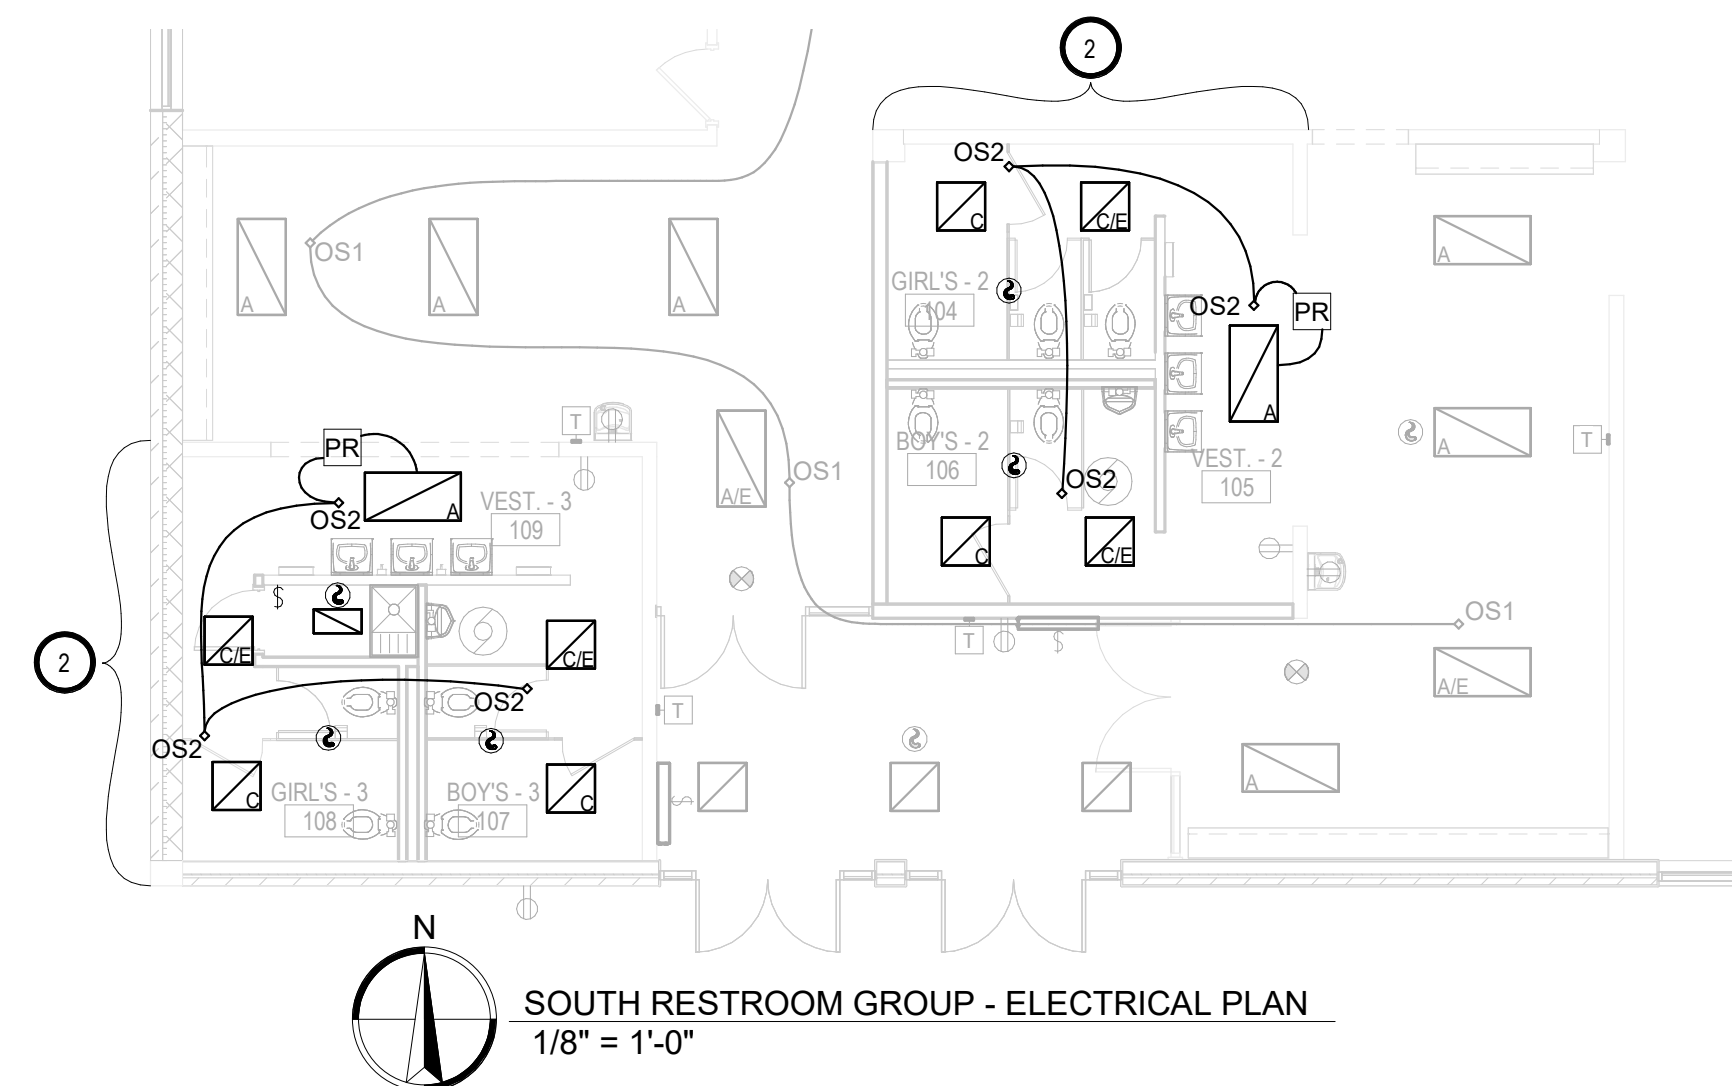 2
OS2
C
C/E
OS1
A
A
A
A
GIRL'S - 2
104
OS2
PR
A
T
A
PR
BOY'S - 2
106
VEST. - 2
105
T
OS1
A/E
OS2
VEST. - 3
109
A
OS2
C
C/E
$
OS1
2
C/E
C/E
T
$
A/E
OS2
T
OS2
GIRL'S - 3
108
C
BOY'S - 3
107
C
$
A
N
SOUTH RESTROOM GROUP - ELECTRICAL PLAN
1/8" = 1'-0"